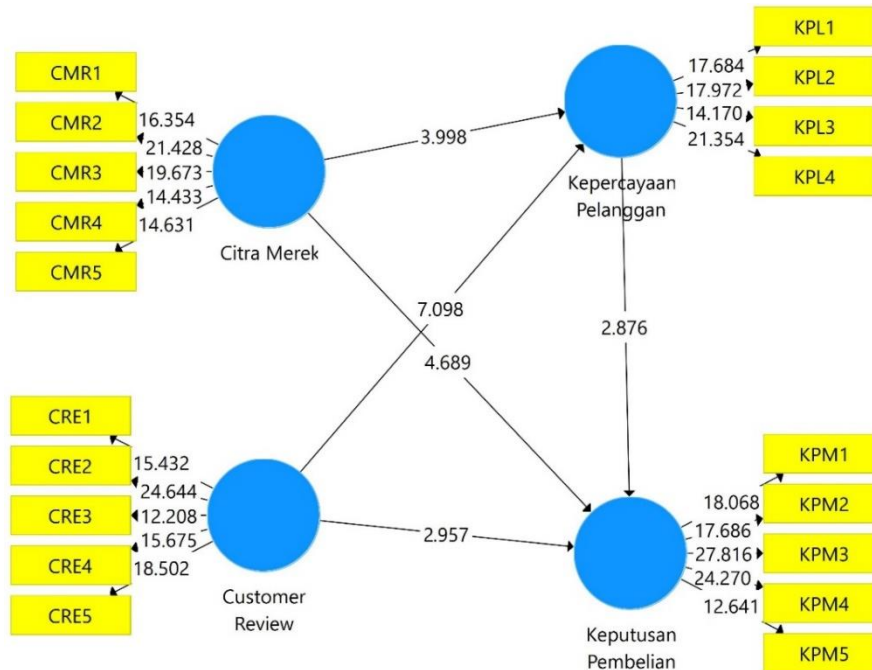 CMR1
CMR2
CMR3
CMR4
CMR5
16.354
21.428
19.673
14.433
14.631
Citra Merek
KPL1
KPL2
KPL3
KPL4
17.684
17.972
14.170
21.354
Kepercayaan
Pelanggan
3.998
7.098
4.689
2.876
2.957
CRE1
CRE2
CRE3
CRE4
CRE5
15.432
24.644
12.208
15.675
18.502
Customer
Review
KPM1
KPM2
KPM3
KPM4
KPM5
18.068
17.686
27.816
24.270
12.641
Keputusan
Pembelian